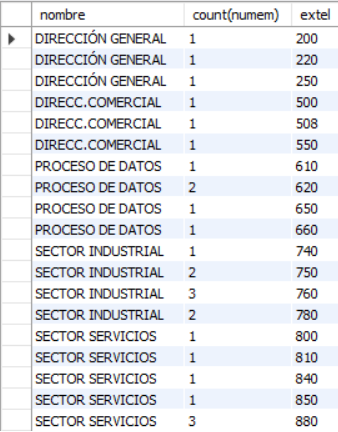 nombre count(numem) extel
DIRECCIÓN GENERAL 1 200
DIRECCIÓN GENERAL 1 220
DIRECCIÓN GENERAL 1 250
DIRECC.COMERCIAL 1 500
DIRECC.COMERCIAL 1 508
DIRECC.COMERCIAL 1 550
PROCESO DE DATOS 1 610
PROCESO DE DATOS 2 620
PROCESO DE DATOS 1 650
PROCESO DE DATOS 1 660
SECTOR INDUSTRIAL 1 740
SECTOR INDUSTRIAL 2 750
SECTOR INDUSTRIAL 3 760
SECTOR INDUSTRIAL 2 780
SECTOR SERVICIOS 1 800
SECTOR SERVICIOS 1 810
SECTOR SERVICIOS 1 840
SECTOR SERVICIOS 1 850
SECTOR SERVICIOS 3 880